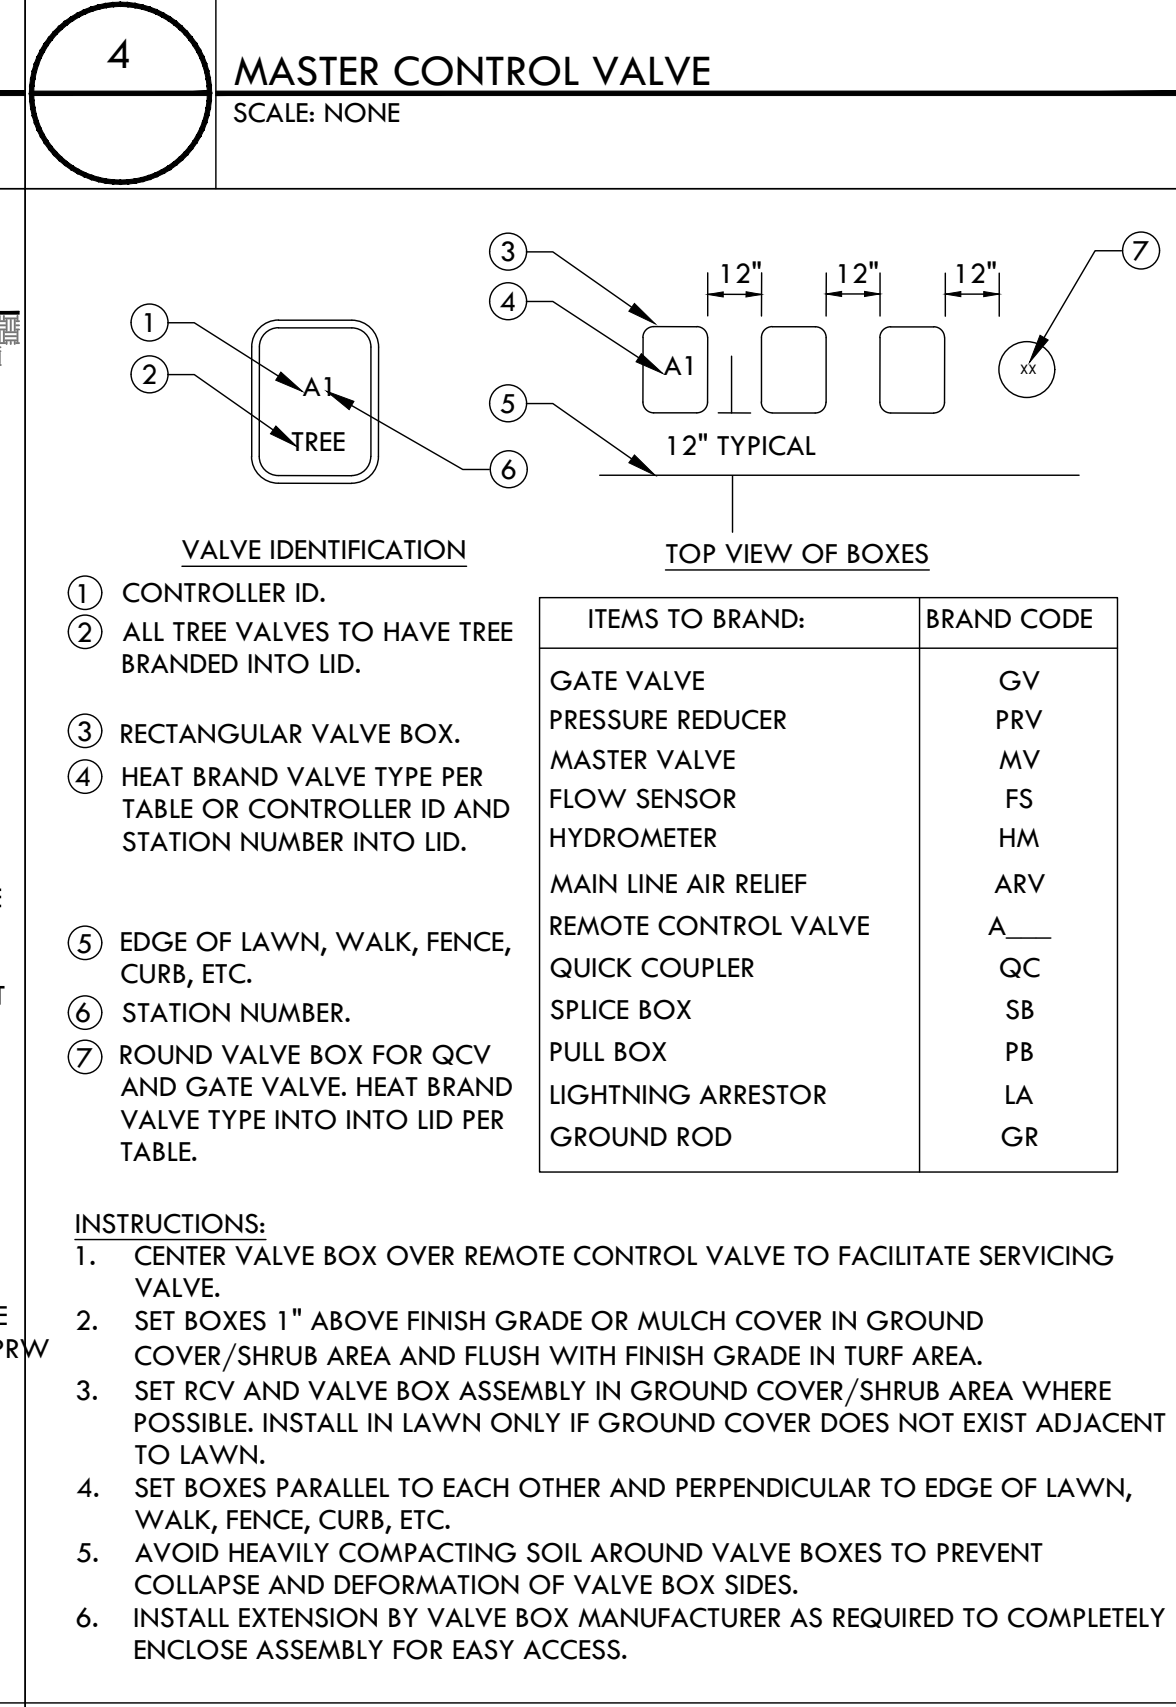 4
MASTER CONTROL VALVE
SCALE: NONE
3
7
12"
12"
12"
4
1
A1
2
A1
xx
5
TREE
12" TYPICAL
6
VALVE IDENTIFICATION
TOP VIEW OF BOXES
1 CONTROLLER ID.
2 ALL TREE VALVES TO HAVE TREE
BRANDED INTO LID.
3 RECTANGULAR VALVE BOX.
4 HEAT BRAND VALVE TYPE PER
TABLE OR CONTROLLER ID AND
STATION NUMBER INTO LID.
5 EDGE OF LAWN, WALK, FENCE,
CURB, ETC.
6 STATION NUMBER.
7 ROUND VALVE BOX FOR QCV
AND GATE VALVE. HEAT BRAND
VALVE TYPE INTO INTO LID PER
TABLE.
ITEMS TO BRAND: BRAND CODE
GATE VALVE GV
PRESSURE REDUCER PRV
MASTER VALVE MV
FLOW SENSOR FS
HYDROMETER HM
MAIN LINE AIR RELIEF ARV
REMOTE CONTROL VALVE A___
QUICK COUPLER QC
SPLICE BOX SB
PULL BOX PB
LIGHTNING ARRESTOR LA
GROUND ROD GR
INSTRUCTIONS:
1. CENTER VALVE BOX OVER REMOTE CONTROL VALVE TO FACILITATE SERVICING
VALVE.
2. SET BOXES 1" ABOVE FINISH GRADE OR MULCH COVER IN GROUND
COVER/SHRUB AREA AND FLUSH WITH FINISH GRADE IN TURF AREA.
3. SET RCV AND VALVE BOX ASSEMBLY IN GROUND COVER/SHRUB AREA WHERE
POSSIBLE. INSTALL IN LAWN ONLY IF GROUND COVER DOES NOT EXIST ADJACENT
TO LAWN.
4. SET BOXES PARALLEL TO EACH OTHER AND PERPENDICULAR TO EDGE OF LAWN,
WALK, FENCE, CURB, ETC.
5. AVOID HEAVILY COMPACTING SOIL AROUND VALVE BOXES TO PREVENT
COLLAPSE AND DEFORMATION OF VALVE BOX SIDES.
6. INSTALL EXTENSION BY VALVE BOX MANUFACTURER AS REQUIRED TO COMPLETELY
ENCLOSE ASSEMBLY FOR EASY ACCESS.